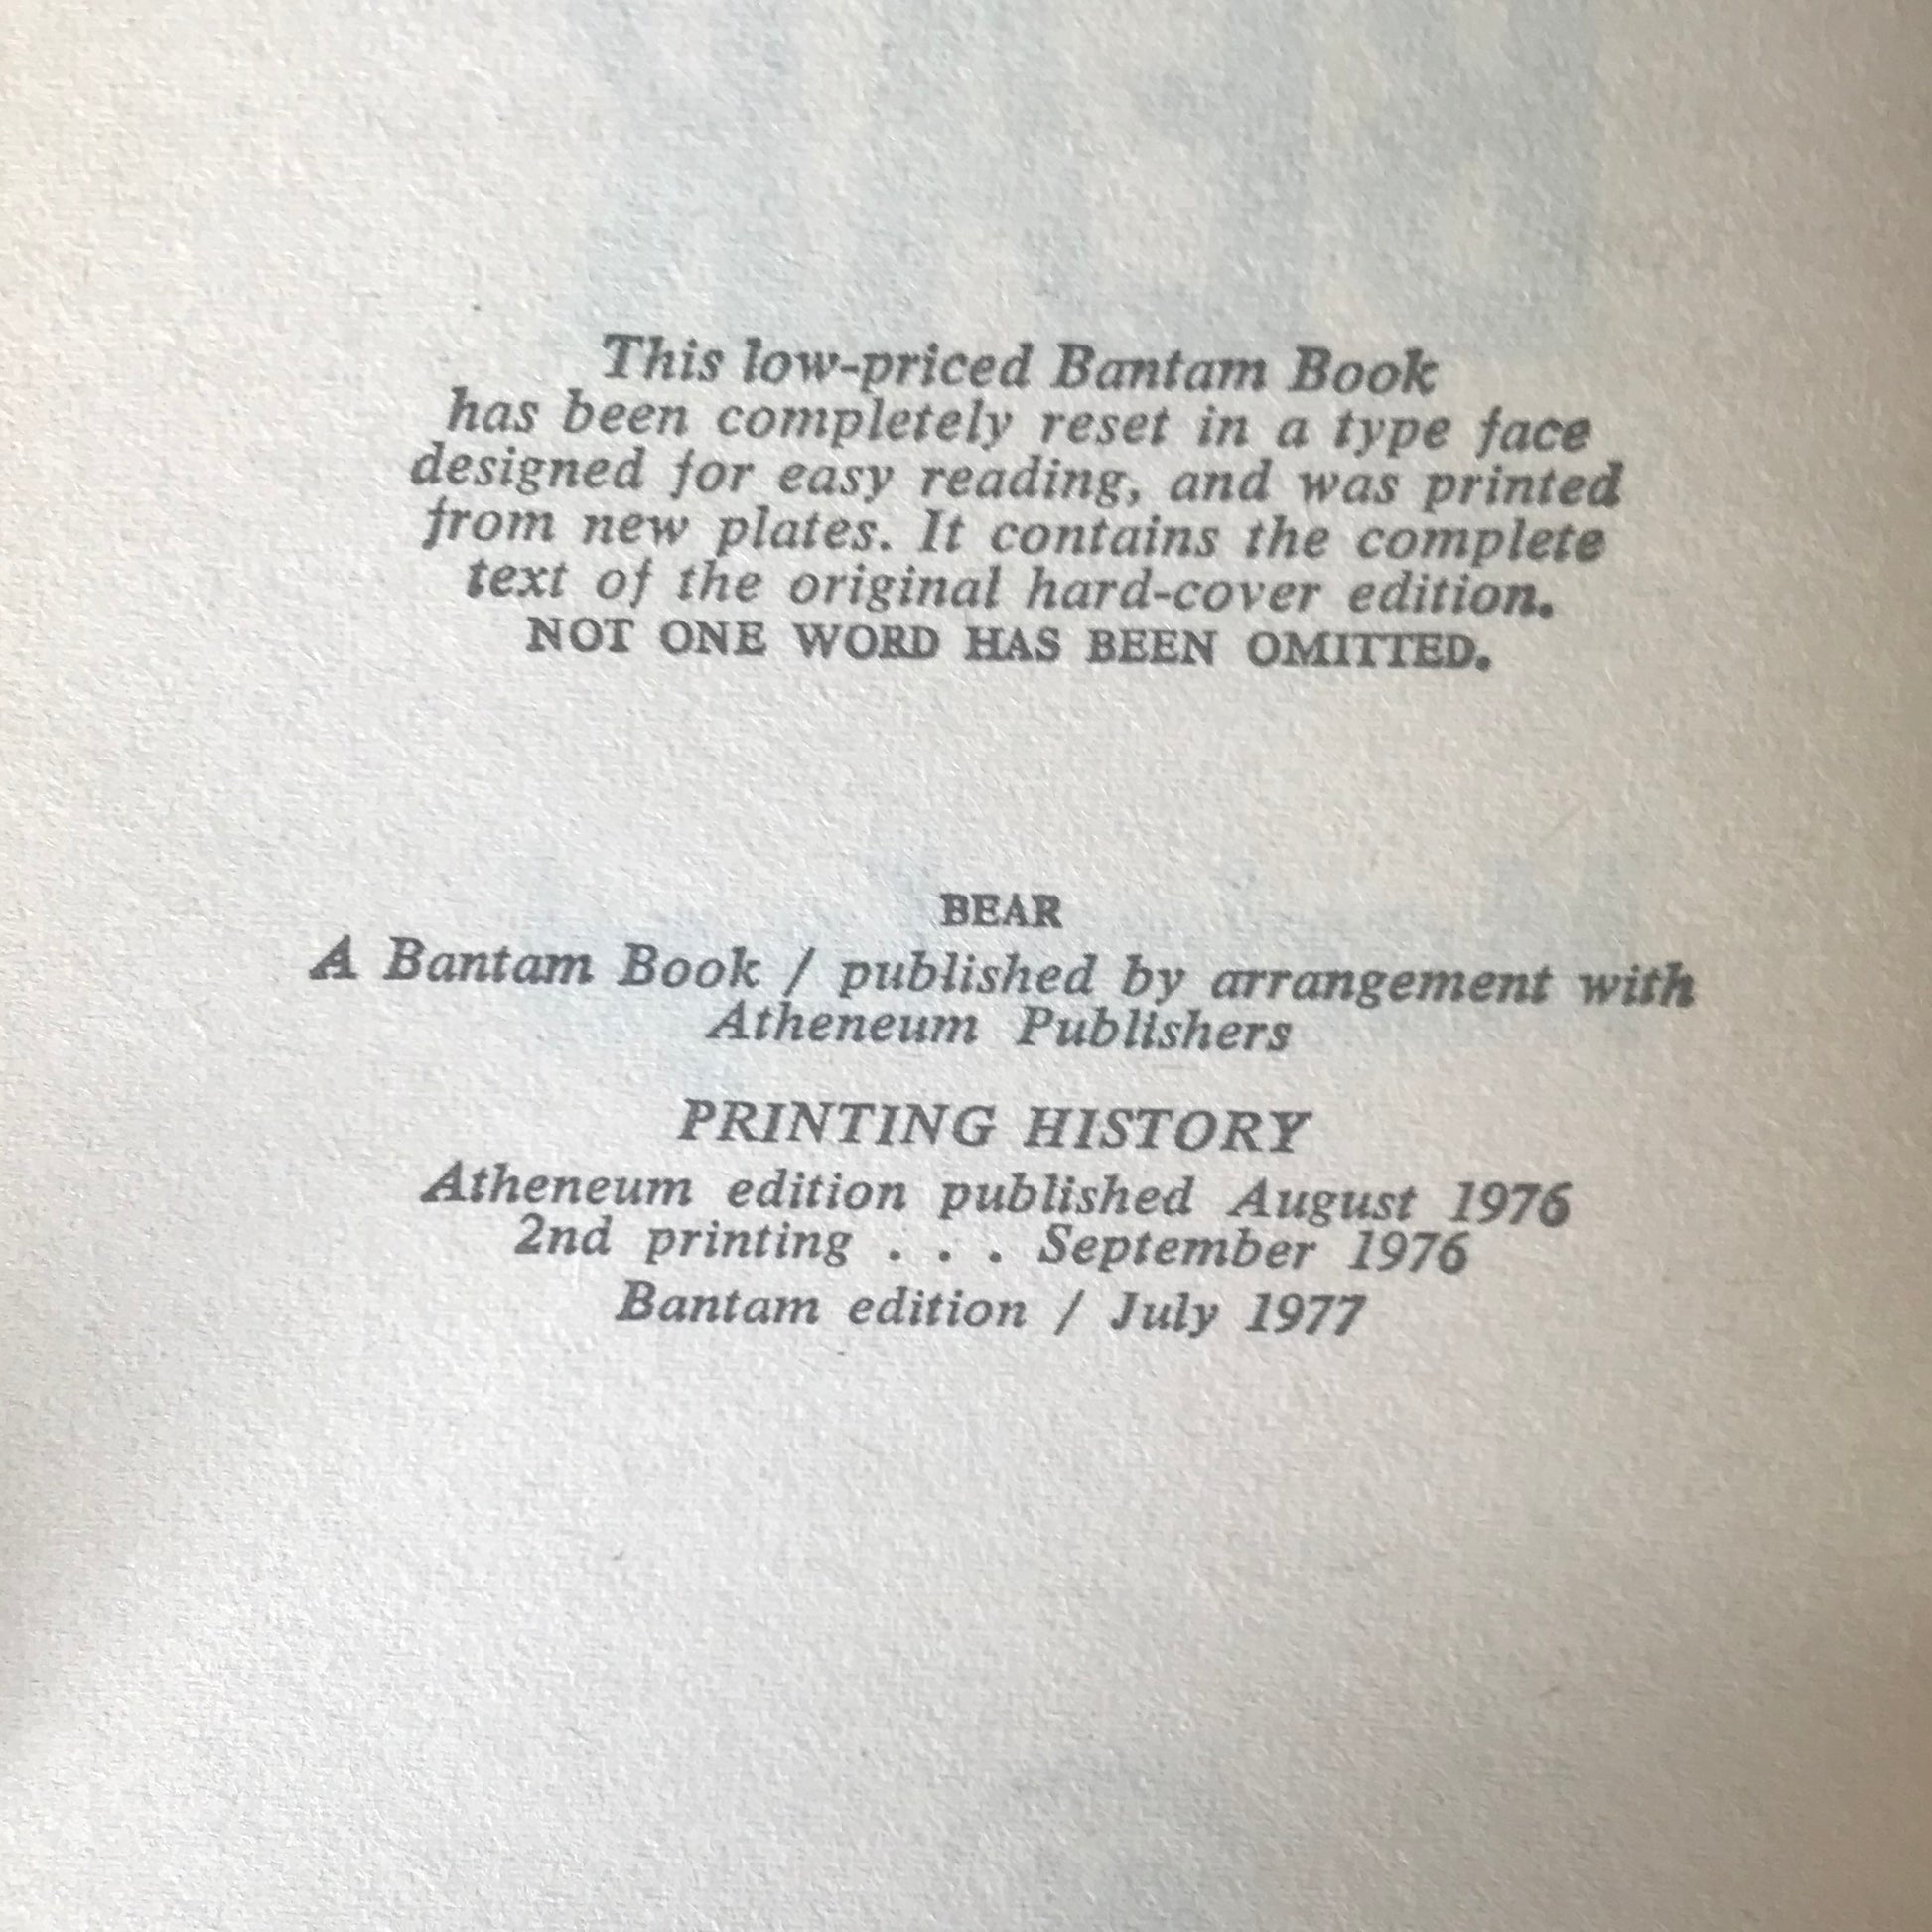 This low-priced Bantam Book
has been completely reset in a type face
designed for easy reading, and was printed
from new plates. It contains the complete
text of the original hard-cover edition.
NOT ONE WORD HAS BEEN OMITTED.
BEAR
A Bantam Book / published by arrangement with
Atheneum Publishers
PRINTING HISTORY
Atheneum edition published August 1976
2nd printing . . . September 1976
Bantam edition / July 1977